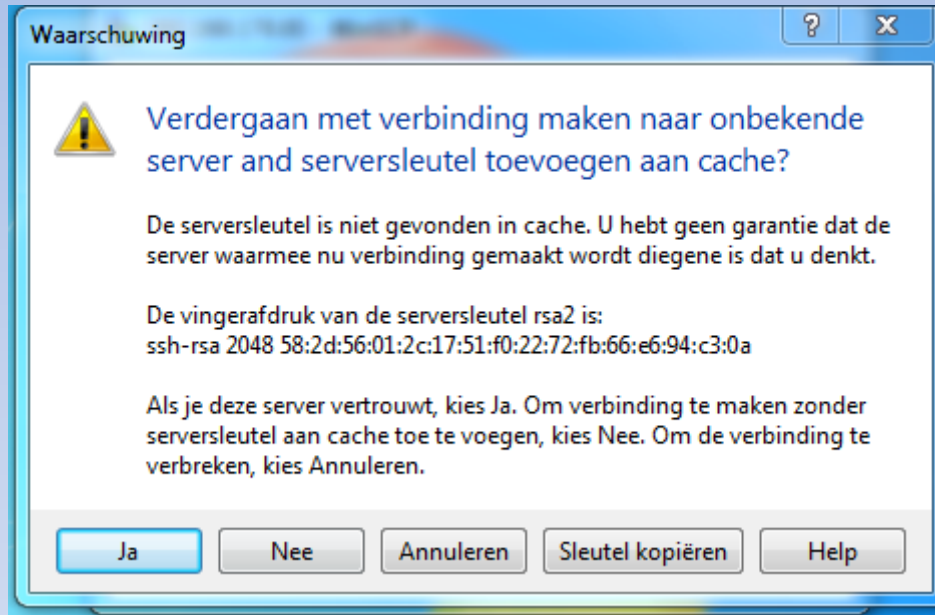 Waarschuwing
Verdergaan met verbinding maken naar onbekende
server and serversleutel toevoegen aan cache?
De serversleutel is niet gevonden in cache. U hebt geen garantie dat de
server waarmee nu verbinding gemaakt wordt diegene is dat u denkt.
De vingerafdruk van de serversleutel rsa2 is:
ssh-rsa 2048 58:2d:56:01:2c:17:51:f0:22:72:fb:66:e6:94:c3:0a
Als je deze server vertrouwt, kies Ja. Om verbinding te maken zonder
serversleutel aan cache toe te voegen, kies Nee. Om de verbinding te
verbreken, kies Annuleren.
Ja Nee Annuleren Sleutel kopiëren Help